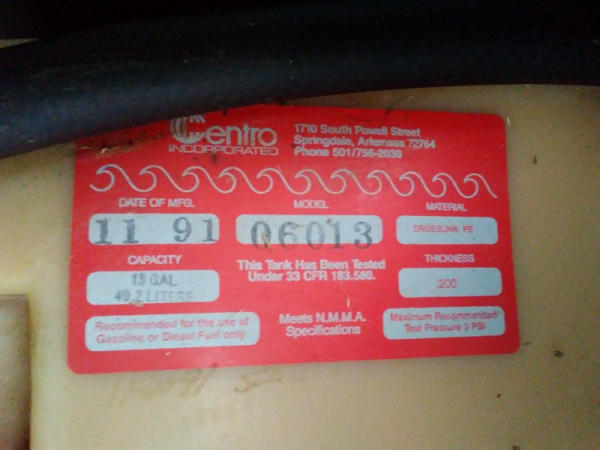 Centro
INCORPORATED
1710 South Powell Street
Springdale, Arkansas 72764
Phone 501/756-2039
DATE OF MFG.
11 91
MODEL
Q6013
MATERIAL
CROSSLINK PE
CAPACITY
13 GAL
49.2 LITERS
This Tank Has Been Tested
Under 33 CFR 183.580.
THICKNESS
.200
Recommended for the use of
Gasoline or Diesel Fuel only
Meets N.M.M.A.
Specifications
Maximum Recommended
Test Pressure 3 PSI